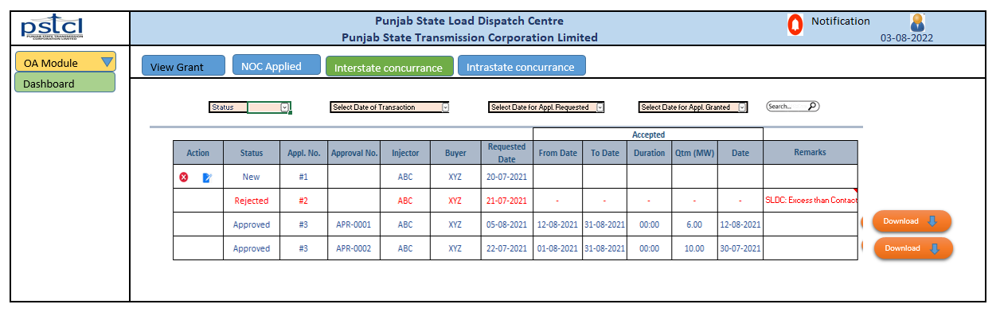 pstcl
PUNJAB STATE TRANSMISSION
CORPORATION LIMITED
Punjab State Load Dispatch Centre
Punjab State Transmission Corporation Limited
Notification
03-08-2022
OA Module
Dashboard
View Grant
NOC Applied
Interstate concurrance
Intrastate concurrance
Status
Select Date of Transaction
Select Date for Appl. Requested
Select Date for Appl. Granted
Search...
Accepted
Action Status Appl. No. Approval No. Injector Buyer Requested Date From Date To Date Duration Qtm (MW) Date Remarks
New #1 ABC XYZ 20-07-2021
Rejected #2 ABC XYZ 21-07-2021 - - - - - SLDC: Excess than Contact
Approved #3 APR-0001 ABC XYZ 05-08-2021 12-08-2021 31-08-2021 00:00 6.00 12-08-2021 Download
Approved #3 APR-0002 ABC XYZ 22-07-2021 01-08-2021 31-08-2021 00:00 10.00 30-07-2021 Download